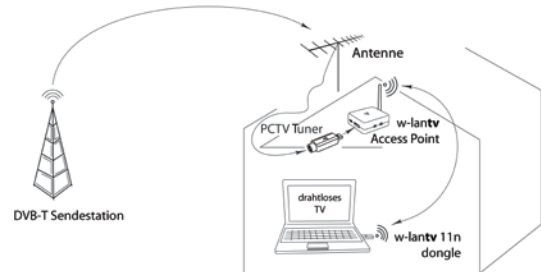 Antenne
PCTV Tuner
w-lantv
Access Point
DVB-T Sendestation
drahtloses
TV
w-lantv 11n
dongle